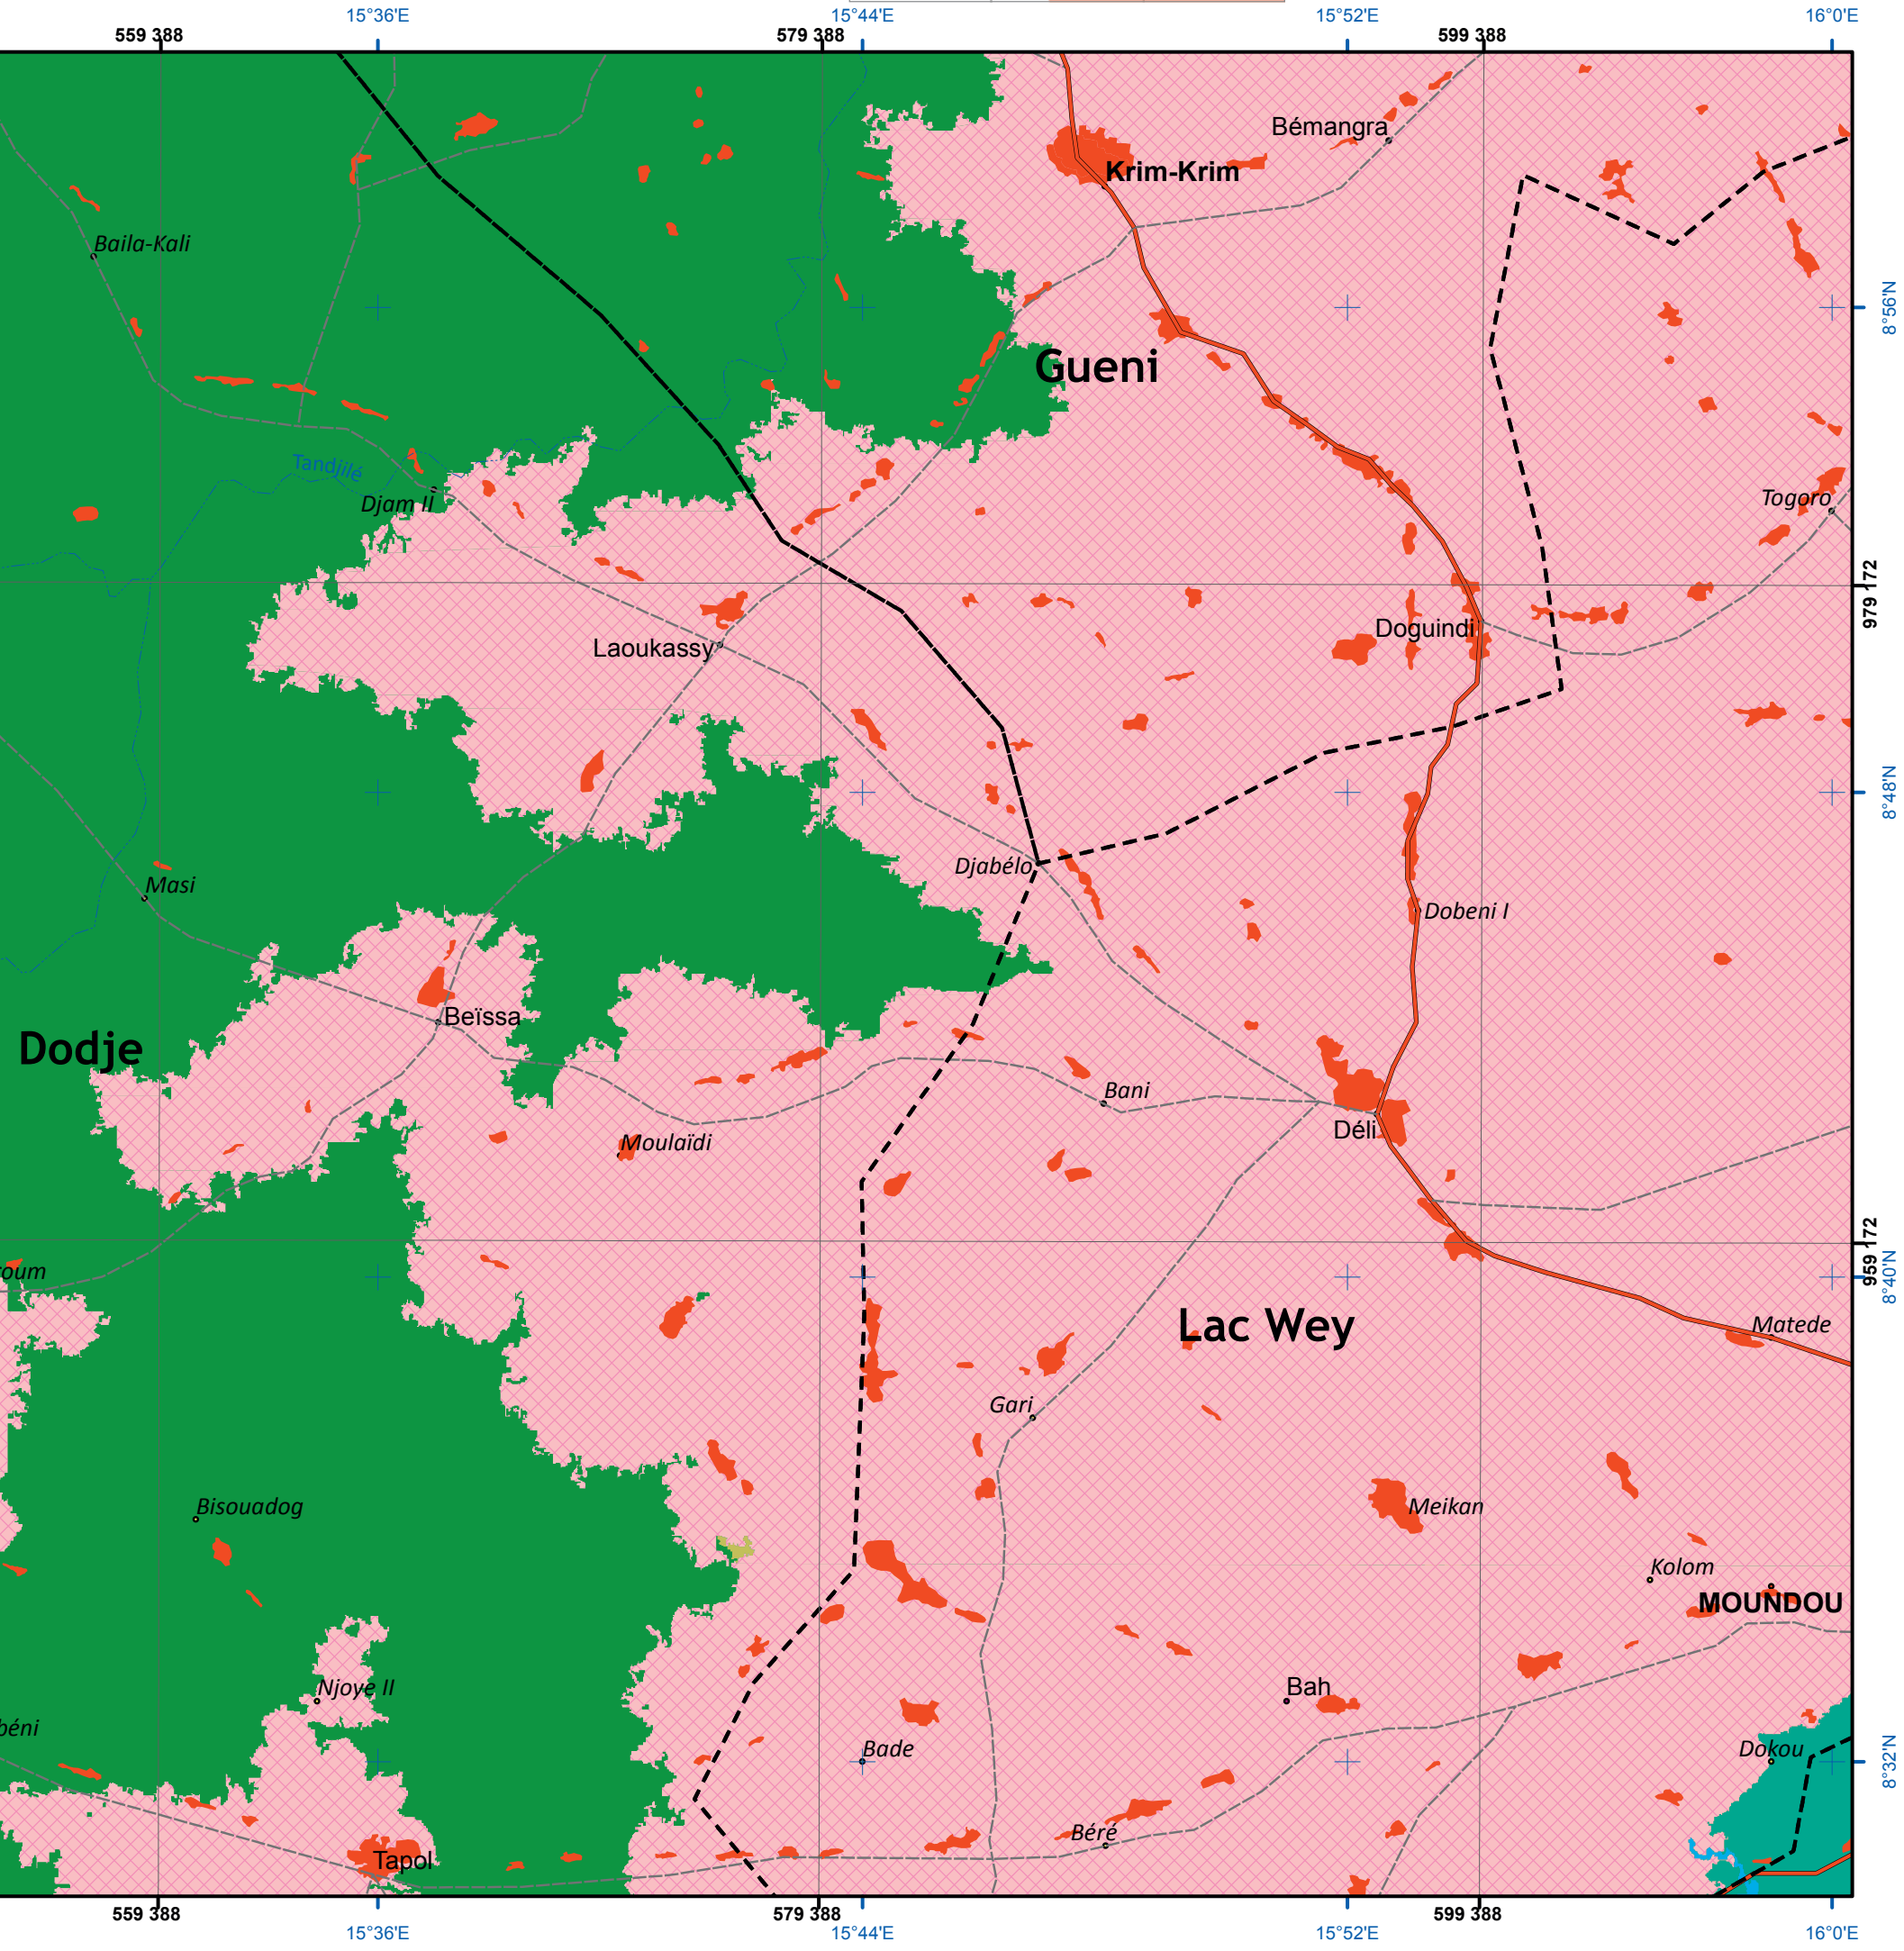 15°36'E
15°44'E
15°52'E
16°0'E
559 388
579 388
599 388
Bémangra
Krim-Krim
Baila-Kali
8°56'N
Gueni
Tandjilé
Djam II
Togoro
979 172
Doguindi
Laoukassy
8°48'N
Djabélo
Masi
Dobeni I
Beïssa
Dodje
Bani
Déli
Moulaïdi
959 172
oum
8°40'N
Lac Wey
Matede
Gari
Bisouadog
Meikan
Kolom
MOUNDOU
Njoye II
Bah
béni
Bade
Dokou
8°32'N
Béré
Tapol
559 388
579 388
599 388
15°36'E
15°44'E
15°52'E
16°0'E